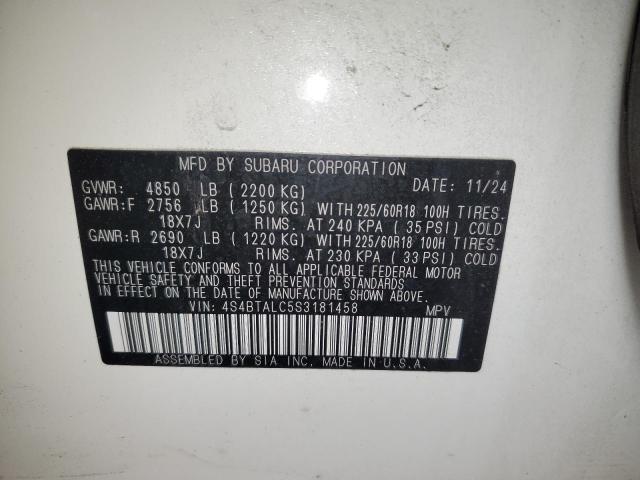 MFD BY SUBARU CORPORATION
GVWR: 4850 LB (2200 KG) DATE: 11/24
GAWR:F 2756 LB (1250 KG) WITH 225/60R18 100H TIRES.
18X7J RIMS. AT 240 KPA (35 PSI) COLD
GAWR:R 2690 LB (1220 KG) WITH 225/60R18 100H TIRES.
18X7J RIMS. AT 230 KPA (33 PSI) COLD
THIS VEHICLE CONFORMS TO ALL APPLICABLE FEDERAL MOTOR
VEHICLE SAFETY AND THEFT PREVENTION STANDARDS
IN EFFECT ON THE DATE OF MANUFACTURE SHOWN ABOVE.
VIN: 4S4BTALC5S3181458 MPV
ASSEMBLED BY SIA INC. MADE IN U.S.A.